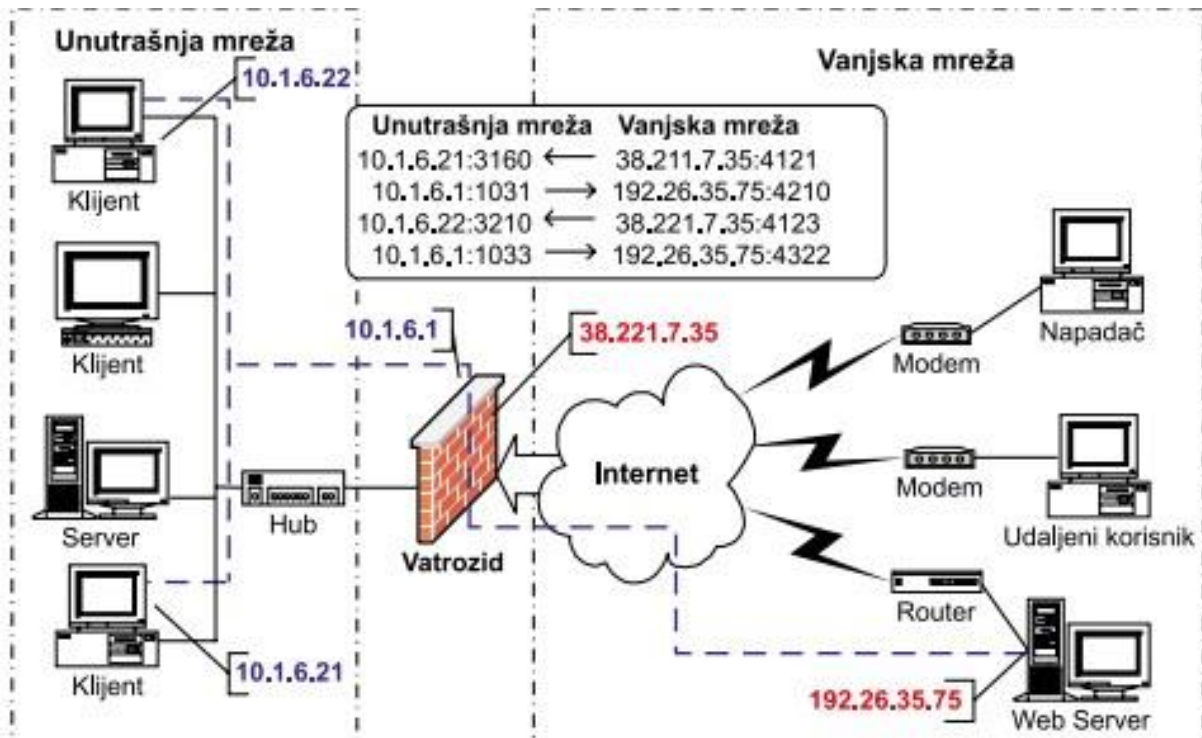 Unutrašnja mreža
Vanjska mreža
10.1.6.22
Unutrašnja mreža Vanjska mreža
10.1.6.21:3160 ← 38.211.7.35:4121
10.1.6.1:1031 → 192.26.35.75:4210
10.1.6.22:3210 ← 38.221.7.35:4123
10.1.6.1:1033 → 192.26.35.75:4322
Klijent
Klijent
10.1.6.1
38.221.7.35
Modem
Napadač
Internet
Server
Hub
Vatrozid
Modem
Udaljeni korisnik
Router
Klijent
10.1.6.21
192.26.35.75
Web Server